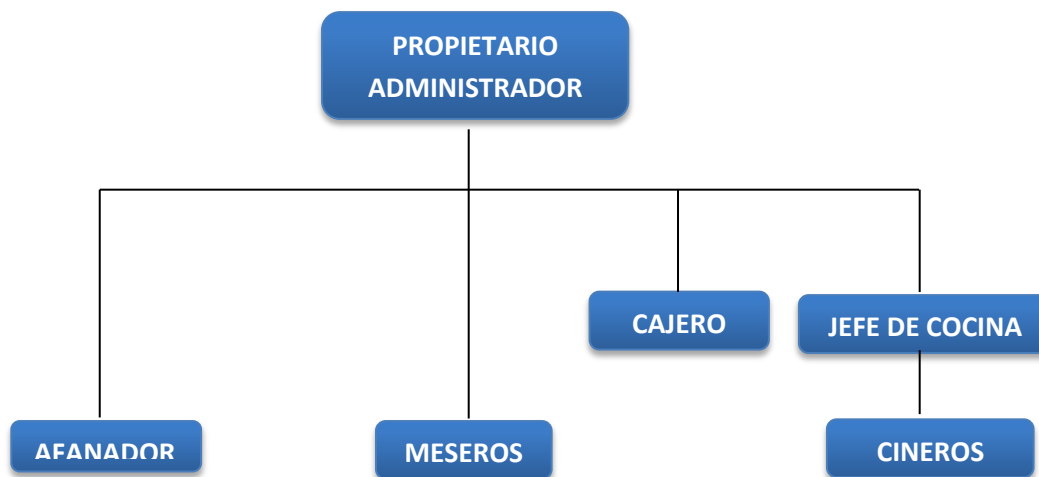 PROPIETARIO
ADMINISTRADOR
CAJERO
JEFE DE COCINA
AFANADOR
MESEROS
CINEROS